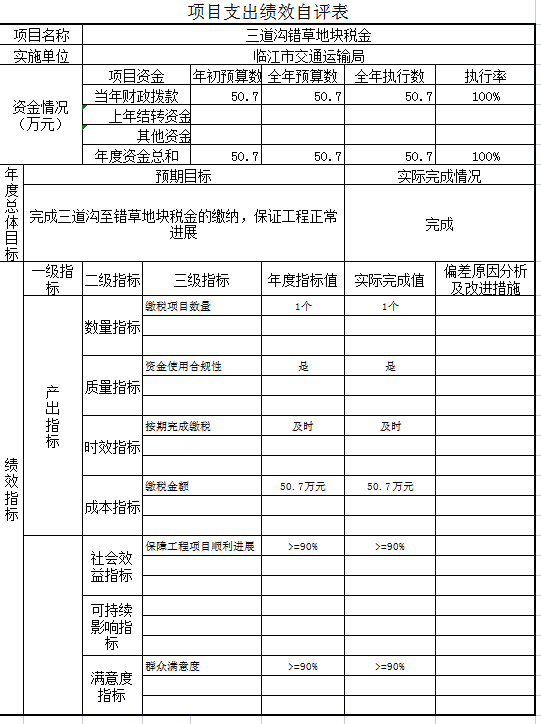 项目支出绩效自评表
项目名称 三道沟错草地块税金
实施单位 临江市交通运输局
资金情况（万元） 项目资金 年初预算数 全年预算数 全年执行数 执行率
当年财政拨款 50.7 50.7 50.7 100%
上年结转资金
其他资金
年度资金总和 50.7 50.7 50.7 100%
年度总体目标 预期目标 实际完成情况
完成三道沟至错草地块税金的缴纳，保证工程正常进展 完成
绩效指标 一级指标 二级指标 三级指标 年度指标值 实际完成值 偏差原因分析及改进措施
产出指标 数量指标 缴税项目数量 1个 1个
质量指标 资金使用合规性 是 是
时效指标 按期完成缴税 及时 及时
成本指标 缴税金额 50.7万元 50.7万元
社会效益指标 保障工程项目顺利进展 >=90% >=90%
可持续影响指标
满意度指标 群众满意度 >=90% >=90%